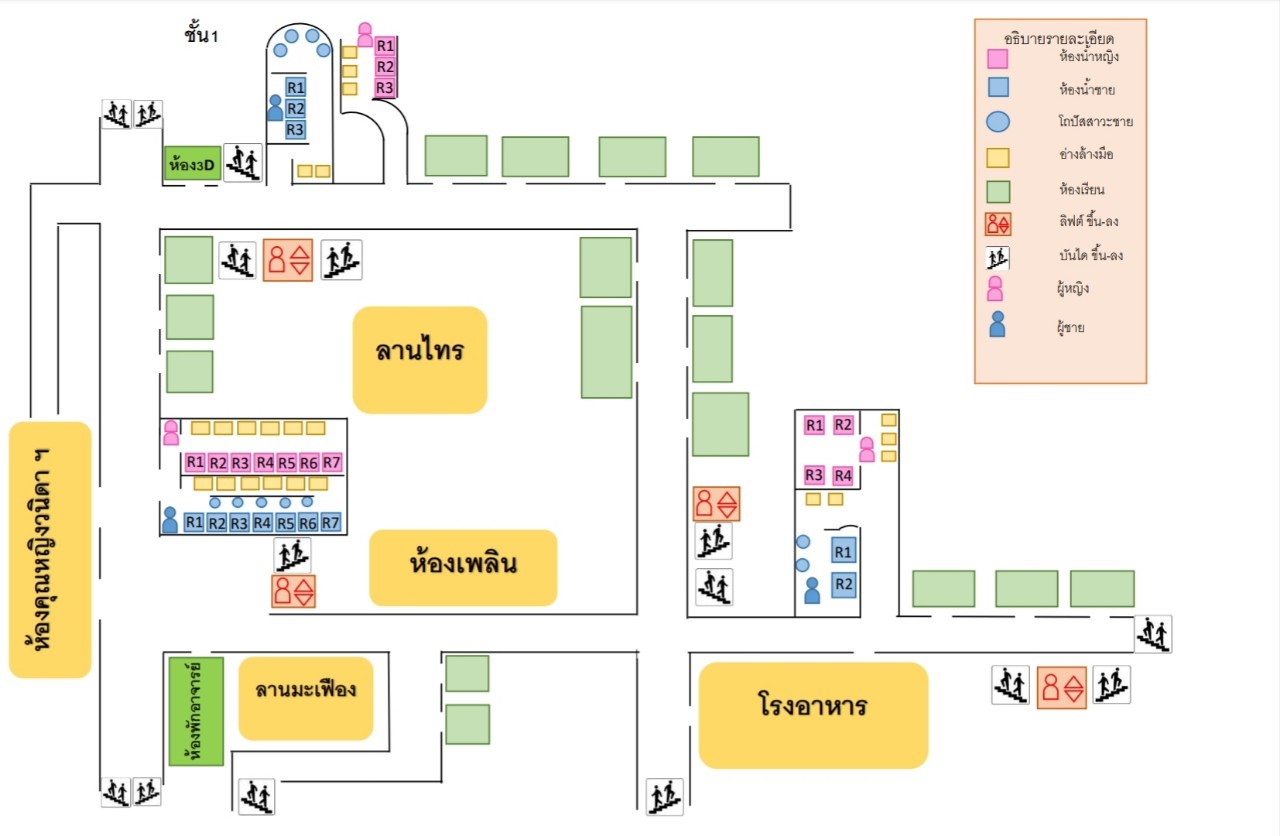 ชั้น1
อธิบายรายละเอียด
ห้องน้ำหญิง
ห้องน้ำชาย
โถปัสสาวะชาย
อ่างล้างมือ
ห้องเรียน
ลิฟต์ ขึ้น-ลง
บันได ขึ้น-ลง
ผู้หญิง
ผู้ชาย
R1
R2
R3
R1
R2
R3
ห้อง3D
ลานไทร
R1 R2 R3 R4 R5 R6 R7
R1 R2 R3 R4 R5 R6 R7
ห้องคุณหญิงวนิดา ฯ
ห้องเพลิน
R1 R2
R3 R4
R1
R2
ห้องพักอาจารย์
ลานมะเฟือง
โรงอาหาร